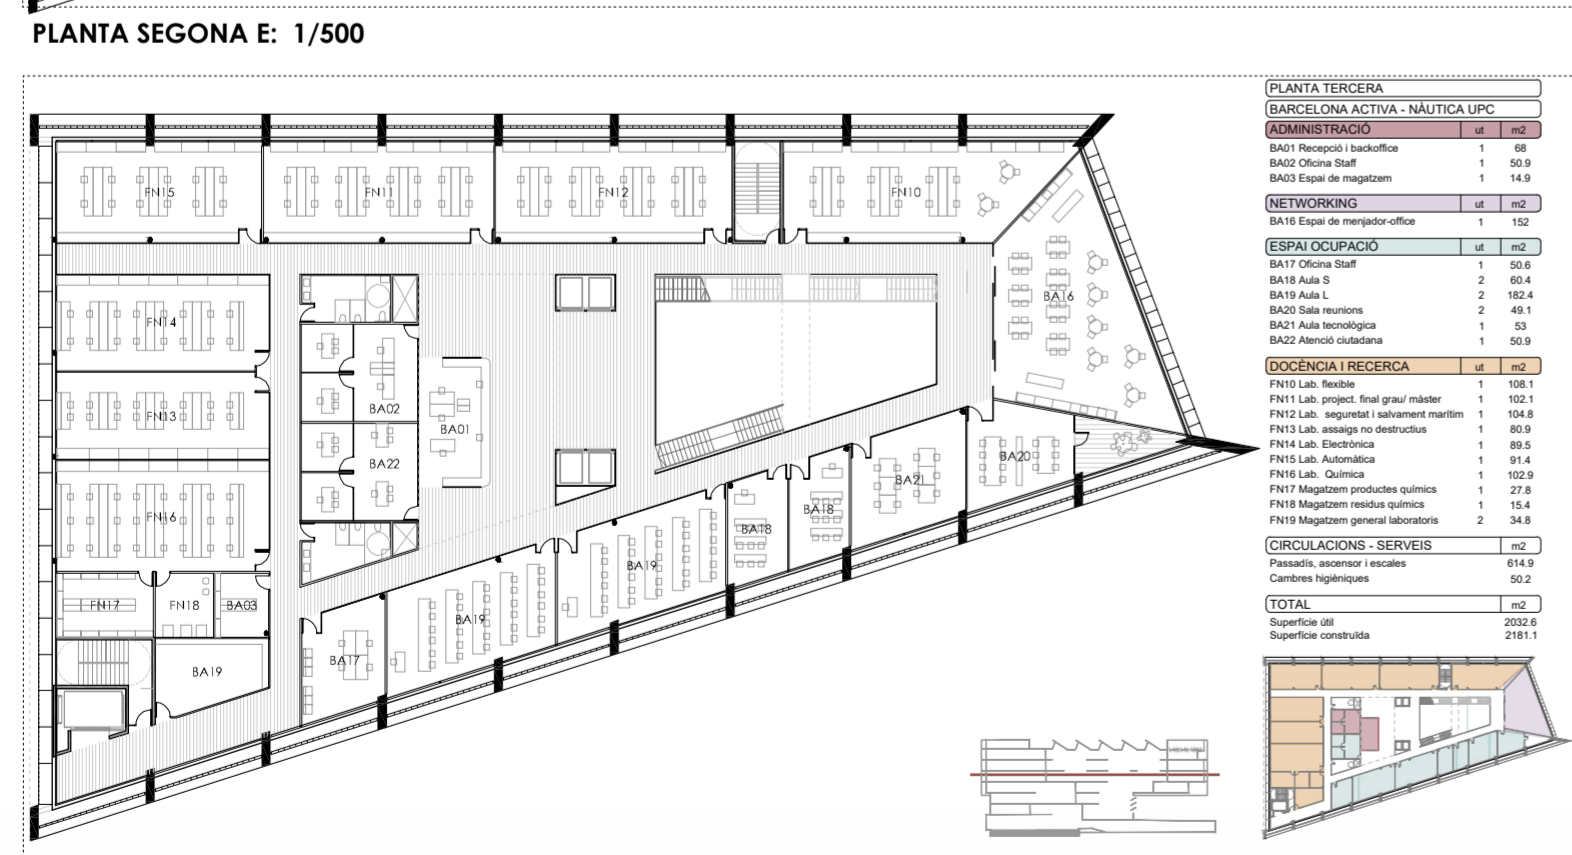 PLANTA SEGONA E: 1/500
FN15
FN11
FN12
FN10
FN14
BA16
FN13
BA02
BA01
BA22
BA20
BA21
FN16
BA18
BA18
BA19
FN17
FN18
BA03
BA19
BA17
BA19
PLANTA TERCERA
BARCELONA ACTIVA - NÀUTICA UPC
ADMINISTRACIÓ ut m2
BA01 Recepció i backoffice 1 68
BA02 Oficina Staff 1 50.9
BA03 Espai de magatzem 1 14.9
NETWORKING ut m2
BA16 Espai de menjador-office 1 152
ESPAI OCUPACIÓ ut m2
BA17 Oficina Staff 1 50.6
BA18 Aula S 2 60.4
BA19 Aula L 2 182.4
BA20 Sala reunions 2 49.1
BA21 Aula tecnològica 1 53
BA22 Atenció ciutadana 1 50.9
DOCÈNCIA I RECERCA ut m2
FN10 Lab. flexible 1 108.1
FN11 Lab. project. final grau/ màster 1 102.1
FN12 Lab. seguretat i salvament marítim 1 104.8
FN13 Lab. assaigs no destructius 1 80.9
FN14 Lab. Electrònica 1 89.5
FN15 Lab. Automàtica 1 91.4
FN16 Lab. Química 1 102.9
FN17 Magatzem productes químics 1 27.8
FN18 Magatzem residus químics 1 15.4
FN19 Magatzem general laboratoris 2 34.8
CIRCULACIONS - SERVEIS m2
Passadís, ascensor i escales 614.9
Cambres higièniques 50.2
TOTAL m2
Superfície útil 2032.6
Superfície construïda 2181.1